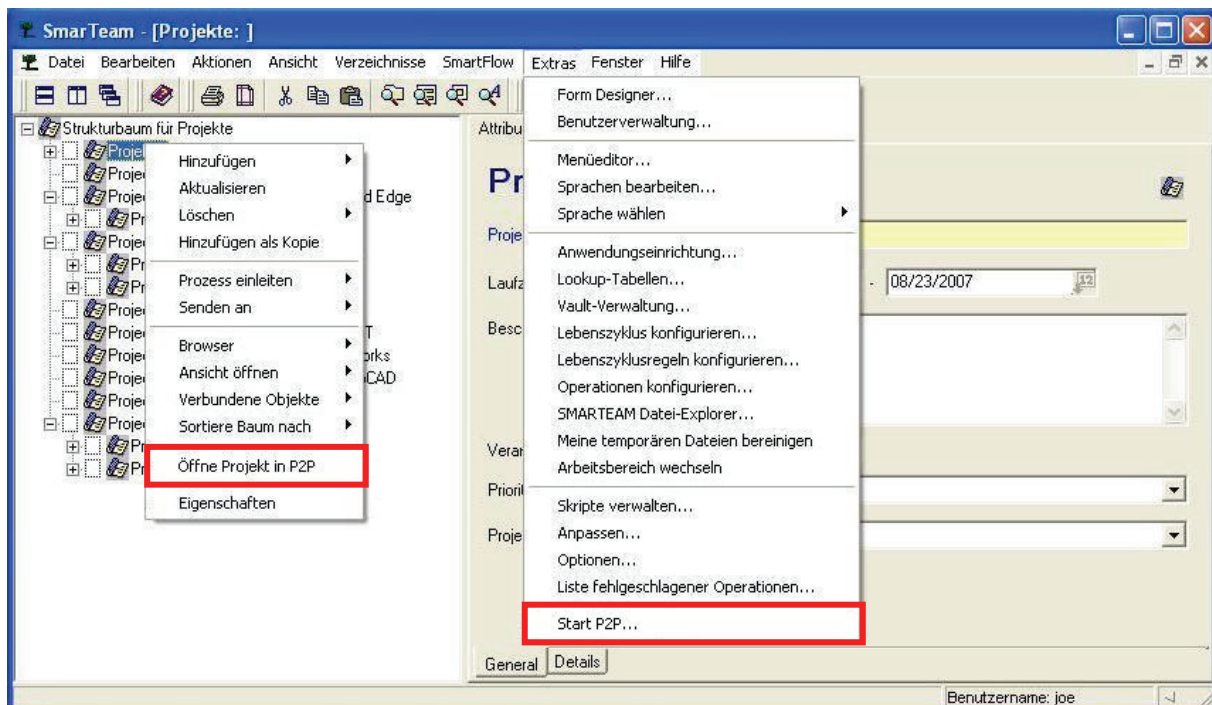 SmarTeam - [Projekte: ]
Datei Bearbeiten Aktionen Ansicht Verzeichnisse SmartFlow Extras Fenster Hilfe
Strukturbaum für Projekte
d Edge
T
orks
CAD
Hinzufügen
Aktualisieren
Löschen
Hinzufügen als Kopie
Prozess einleiten
Senden an
Browser
Ansicht öffnen
Verbundene Objekte
Sortiere Baum nach
Öffne Projekt in P2P
Eigenschaften
Attribu
Pr
Proje
Laufz
Besc
Verar
Priorit
Proje
Form Designer...
Benutzerverwaltung...
Menüeditor...
Sprachen bearbeiten...
Sprache wählen
Anwendungseinrichtung...
Lookup-Tabellen...
Vault-Verwaltung...
Lebenszyklus konfigurieren...
Lebenszyklusregeln konfigurieren...
Operationen konfigurieren...
SMARTEAM Datei-Explorer...
Meine temporären Dateien bereinigen
Arbeitsbereich wechseln
Skripte verwalten...
Anpassen...
Optionen...
Liste fehlgeschlagener Operationen...
Start P2P...
- 08/23/2007
12
General Details
Benutzername: joe